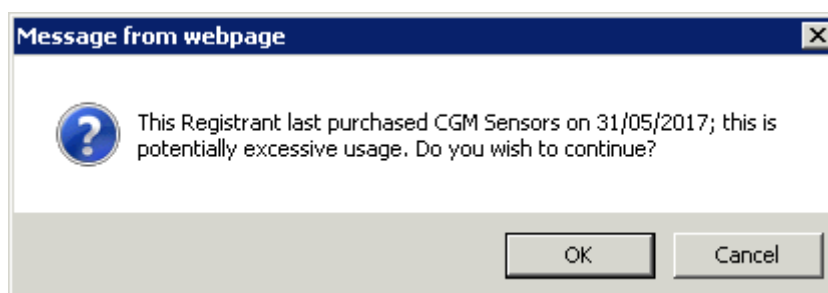 Message from webpage
This Registrant last purchased CGM Sensors on 31/05/2017; this is
potentially excessive usage. Do you wish to continue?
OK
Cancel